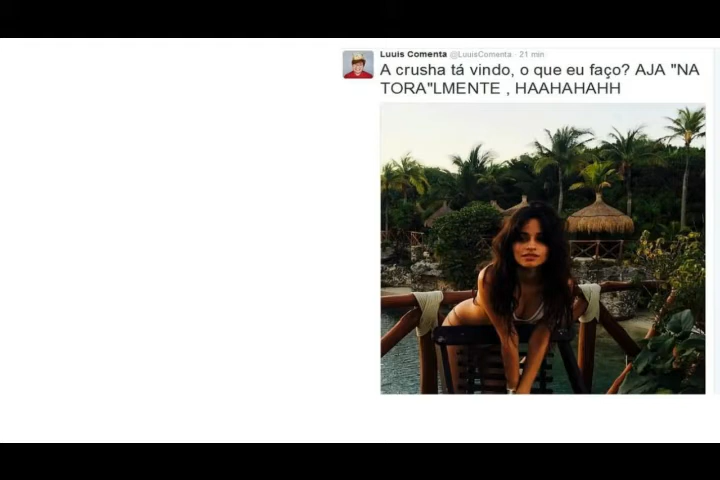 Luuis Comenta @LuuisComenta · 21 min
A crusha tá vindo, o que eu faço? AJA "NA
TORA"LMENTE , HAAHAHAHH